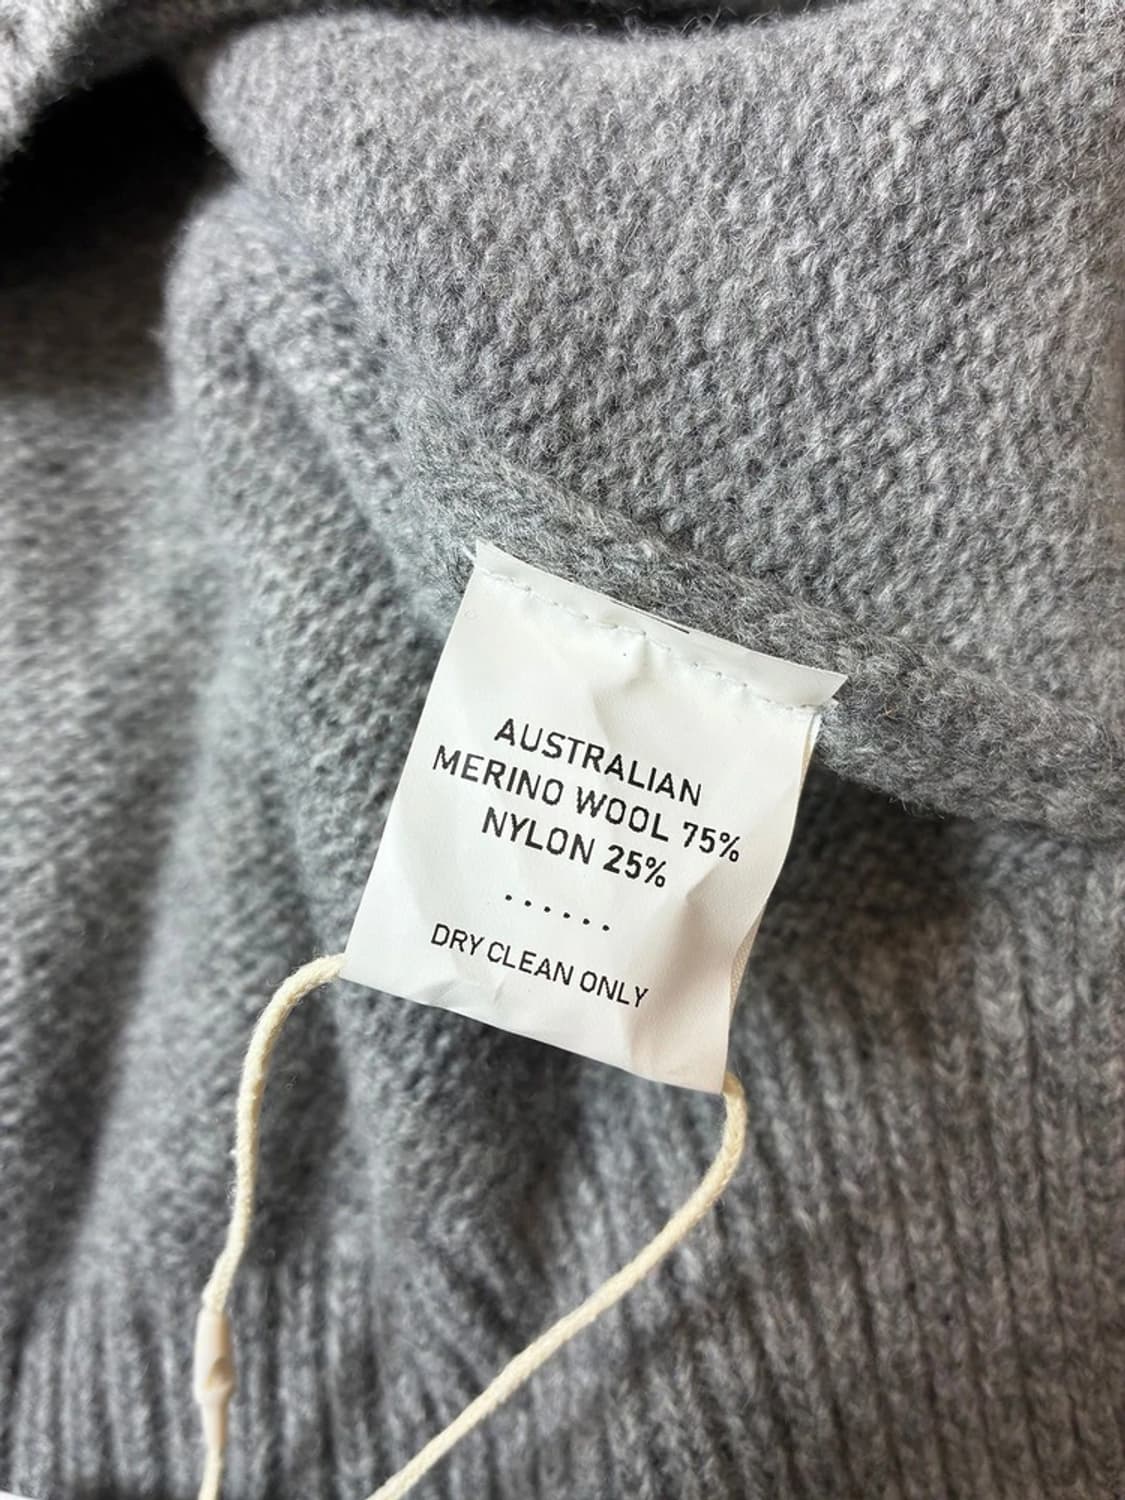 AUSTRALIAN
MERINO WOOL 75%
NYLON 25%
......
DRY CLEAN ONLY